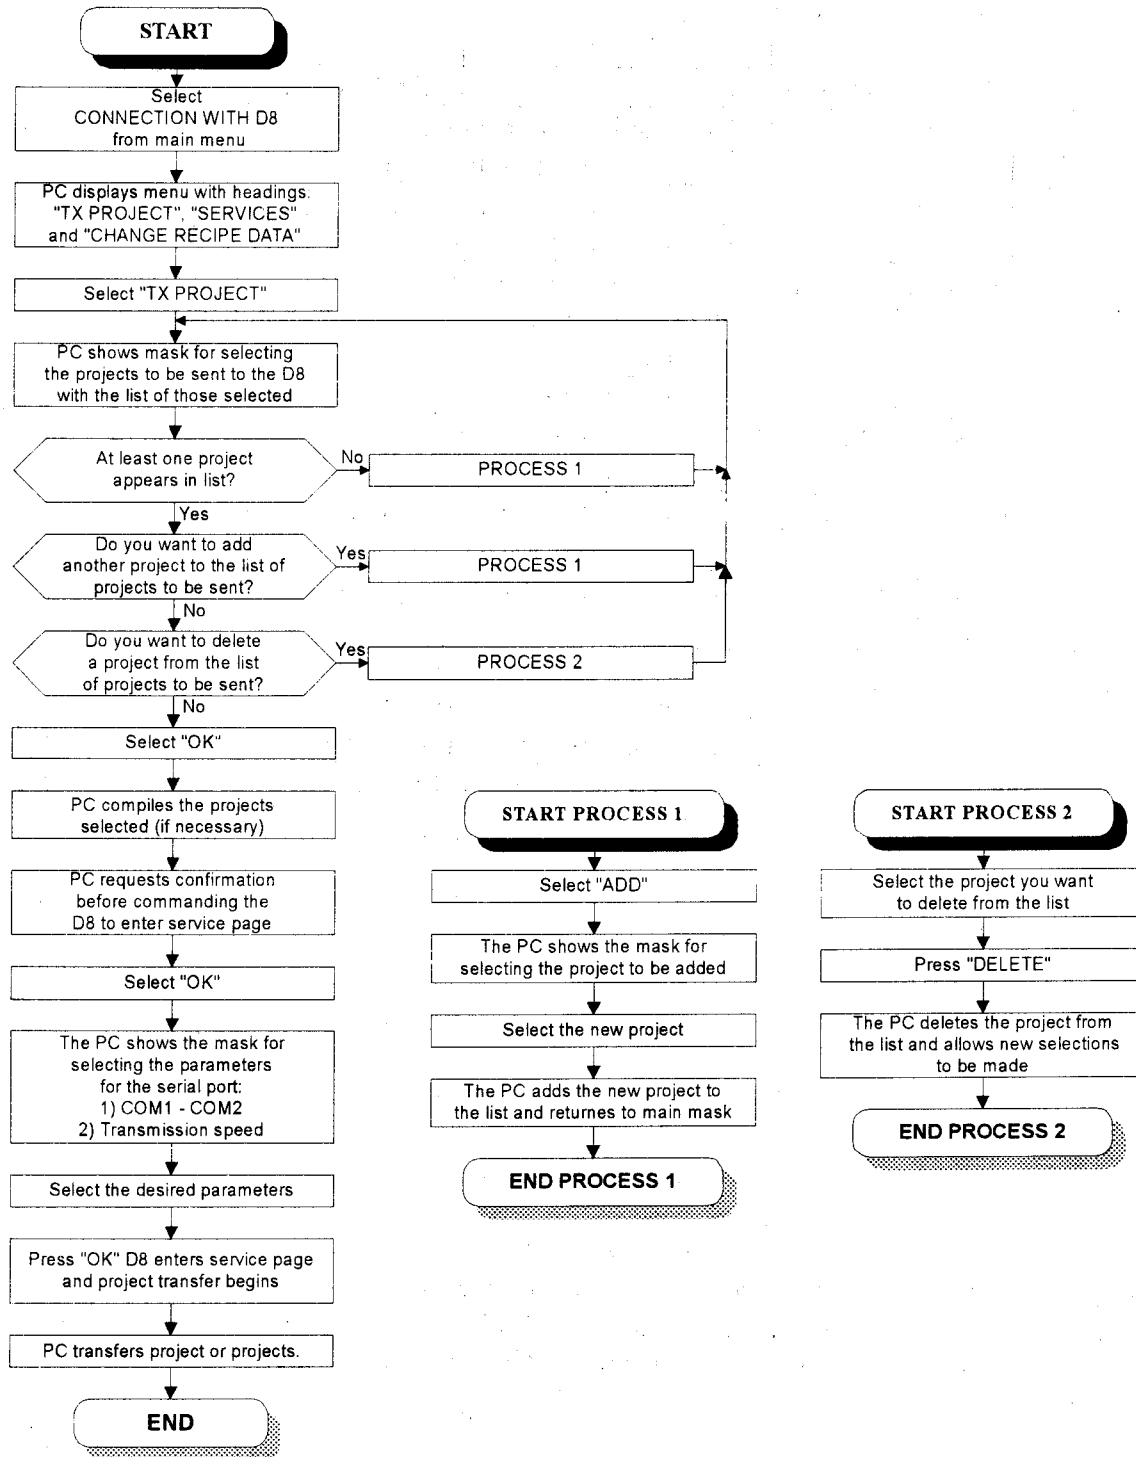 START
Select
CONNECTION WITH D8
from main menu
PC displays menu with headings:
"TX PROJECT", "SERVICES"
and "CHANGE RECIPE DATA"
Select "TX PROJECT"
PC shows mask for selecting
the projects to be sent to the D8
with the list of those selected
At least one project
appears in list?
No
PROCESS 1
Yes
Do you want to add
another project to the list of
projects to be sent?
Yes
PROCESS 1
No
Do you want to delete
a project from the list
of projects to be sent?
Yes
PROCESS 2
No
Select "OK"
PC compiles the projects
selected (if necessary)
PC requests confirmation
before commanding the
D8 to enter service page
Select "OK"
The PC shows the mask for
selecting the parameters
for the serial port:
1) COM1 - COM2
2) Transmission speed
Select the desired parameters
Press "OK" D8 enters service page
and project transfer begins
PC transfers project or projects.
END
START PROCESS 1
Select "ADD"
The PC shows the mask for
selecting the project to be added
Select the new project
The PC adds the new project to
the list and returnes to main mask
END PROCESS 1
START PROCESS 2
Select the project you want
to delete from the list
Press "DELETE"
The PC deletes the project from
the list and allows new selections
to be made
END PROCESS 2